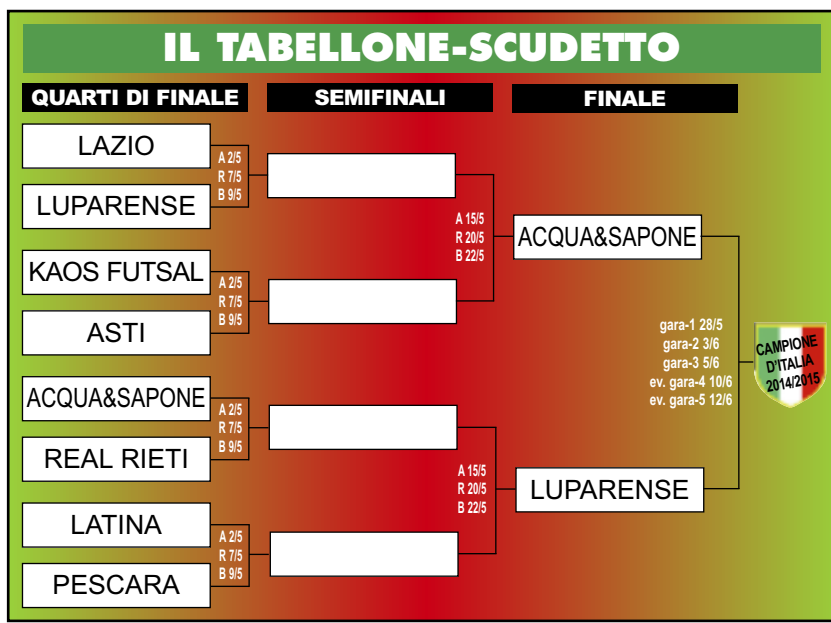 IL TABELLONE-SCUDETTO
QUARTI DI FINALE
SEMIFINALI
FINALE
LAZIO
A 2/5
R 7/5
B 9/5
LUPARENSE
KAOS FUTSAL
A 2/5
R 7/5
B 9/5
ASTI
ACQUA&SAPONE
A 2/5
R 7/5
B 9/5
REAL RIETI
LATINA
A 2/5
R 7/5
B 9/5
PESCARA
A 15/5
R 20/5
B 22/5
A 15/5
R 20/5
B 22/5
ACQUA&SAPONE
LUPARENSE
gara-1 28/5
gara-2 3/6
gara-3 5/6
ev. gara-4 10/6
ev. gara-5 12/6
CAMPIONE
D'ITALIA
2014/2015